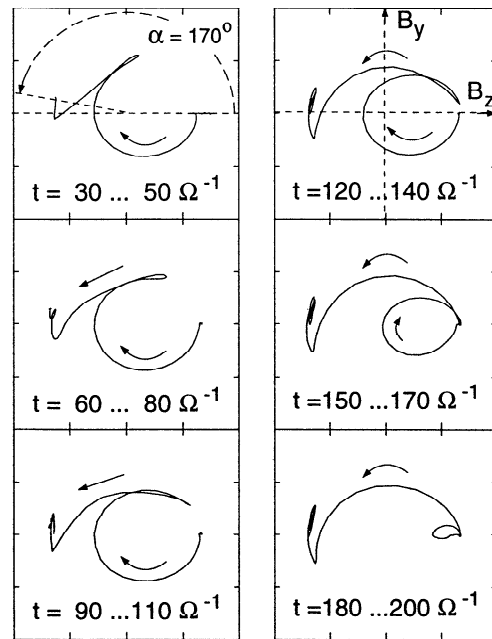 α = 170°
t = 30 ... 50 Ω⁻¹
B_y
B_z
t =120 ...140 Ω⁻¹
t = 60 ... 80 Ω⁻¹
t =150 ...170 Ω⁻¹
t = 90 ...110 Ω⁻¹
t =180 ...200 Ω⁻¹